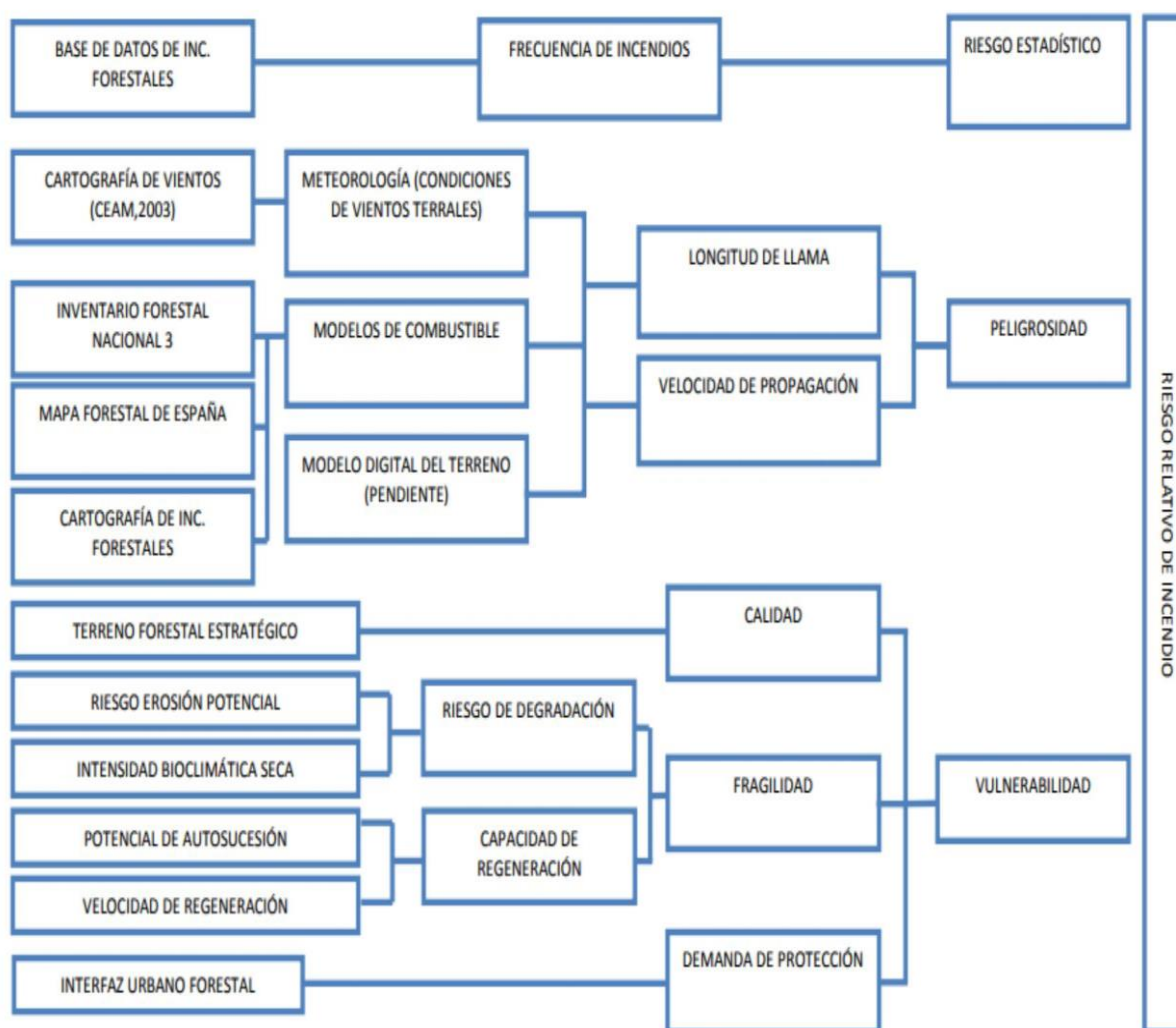 BASE DE DATOS DE INC.
FORESTALES
FRECUENCIA DE INCENDIOS
RIESGO ESTADÍSTICO
CARTOGRAFÍA DE VIENTOS
(CEAM,2003)
METEOROLOGÍA (CONDICIONES
DE VIENTOS TERRALES)
LONGITUD DE LLAMA
INVENTARIO FORESTAL
NACIONAL 3
MODELOS DE COMBUSTIBLE
PELIGROSIDAD
MAPA FORESTAL DE ESPAÑA
VELOCIDAD DE PROPAGACIÓN
MODELO DIGITAL DEL TERRENO
(PENDIENTE)
CARTOGRAFÍA DE INC.
FORESTALES
TERRENO FORESTAL ESTRATÉGICO
CALIDAD
RIESGO EROSIÓN POTENCIAL
RIESGO DE DEGRADACIÓN
INTENSIDAD BIOCLIMÁTICA SECA
FRAGILIDAD
VULNERABILIDAD
POTENCIAL DE AUTOSUCESIÓN
CAPACIDAD DE
REGENERACIÓN
VELOCIDAD DE REGENERACIÓN
DEMANDA DE PROTECCIÓN
INTERFAZ URBANO FORESTAL
RIESGO RELATIVO DE INCENDIO